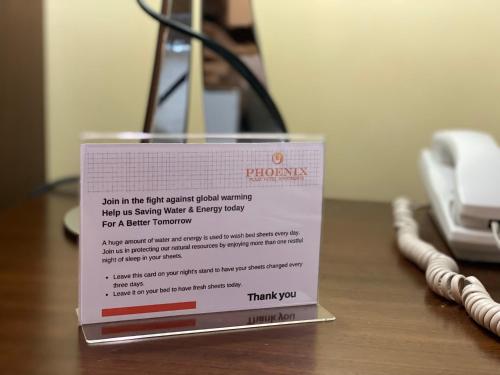 PHOENIX
PLAZA HOTEL APARTMENTS
Join in the fight against global warming
Help us Saving Water & Energy today
For A Better Tomorrow
A huge amount of water and energy is used to wash bed sheets every day.
Join us in protecting our natural resources by enjoying more than one restful
night of sleep in your sheets.
• Leave this card on your night's stand to have your sheets changed every
three days.
• Leave it on your bed to have fresh sheets today.
Thank you